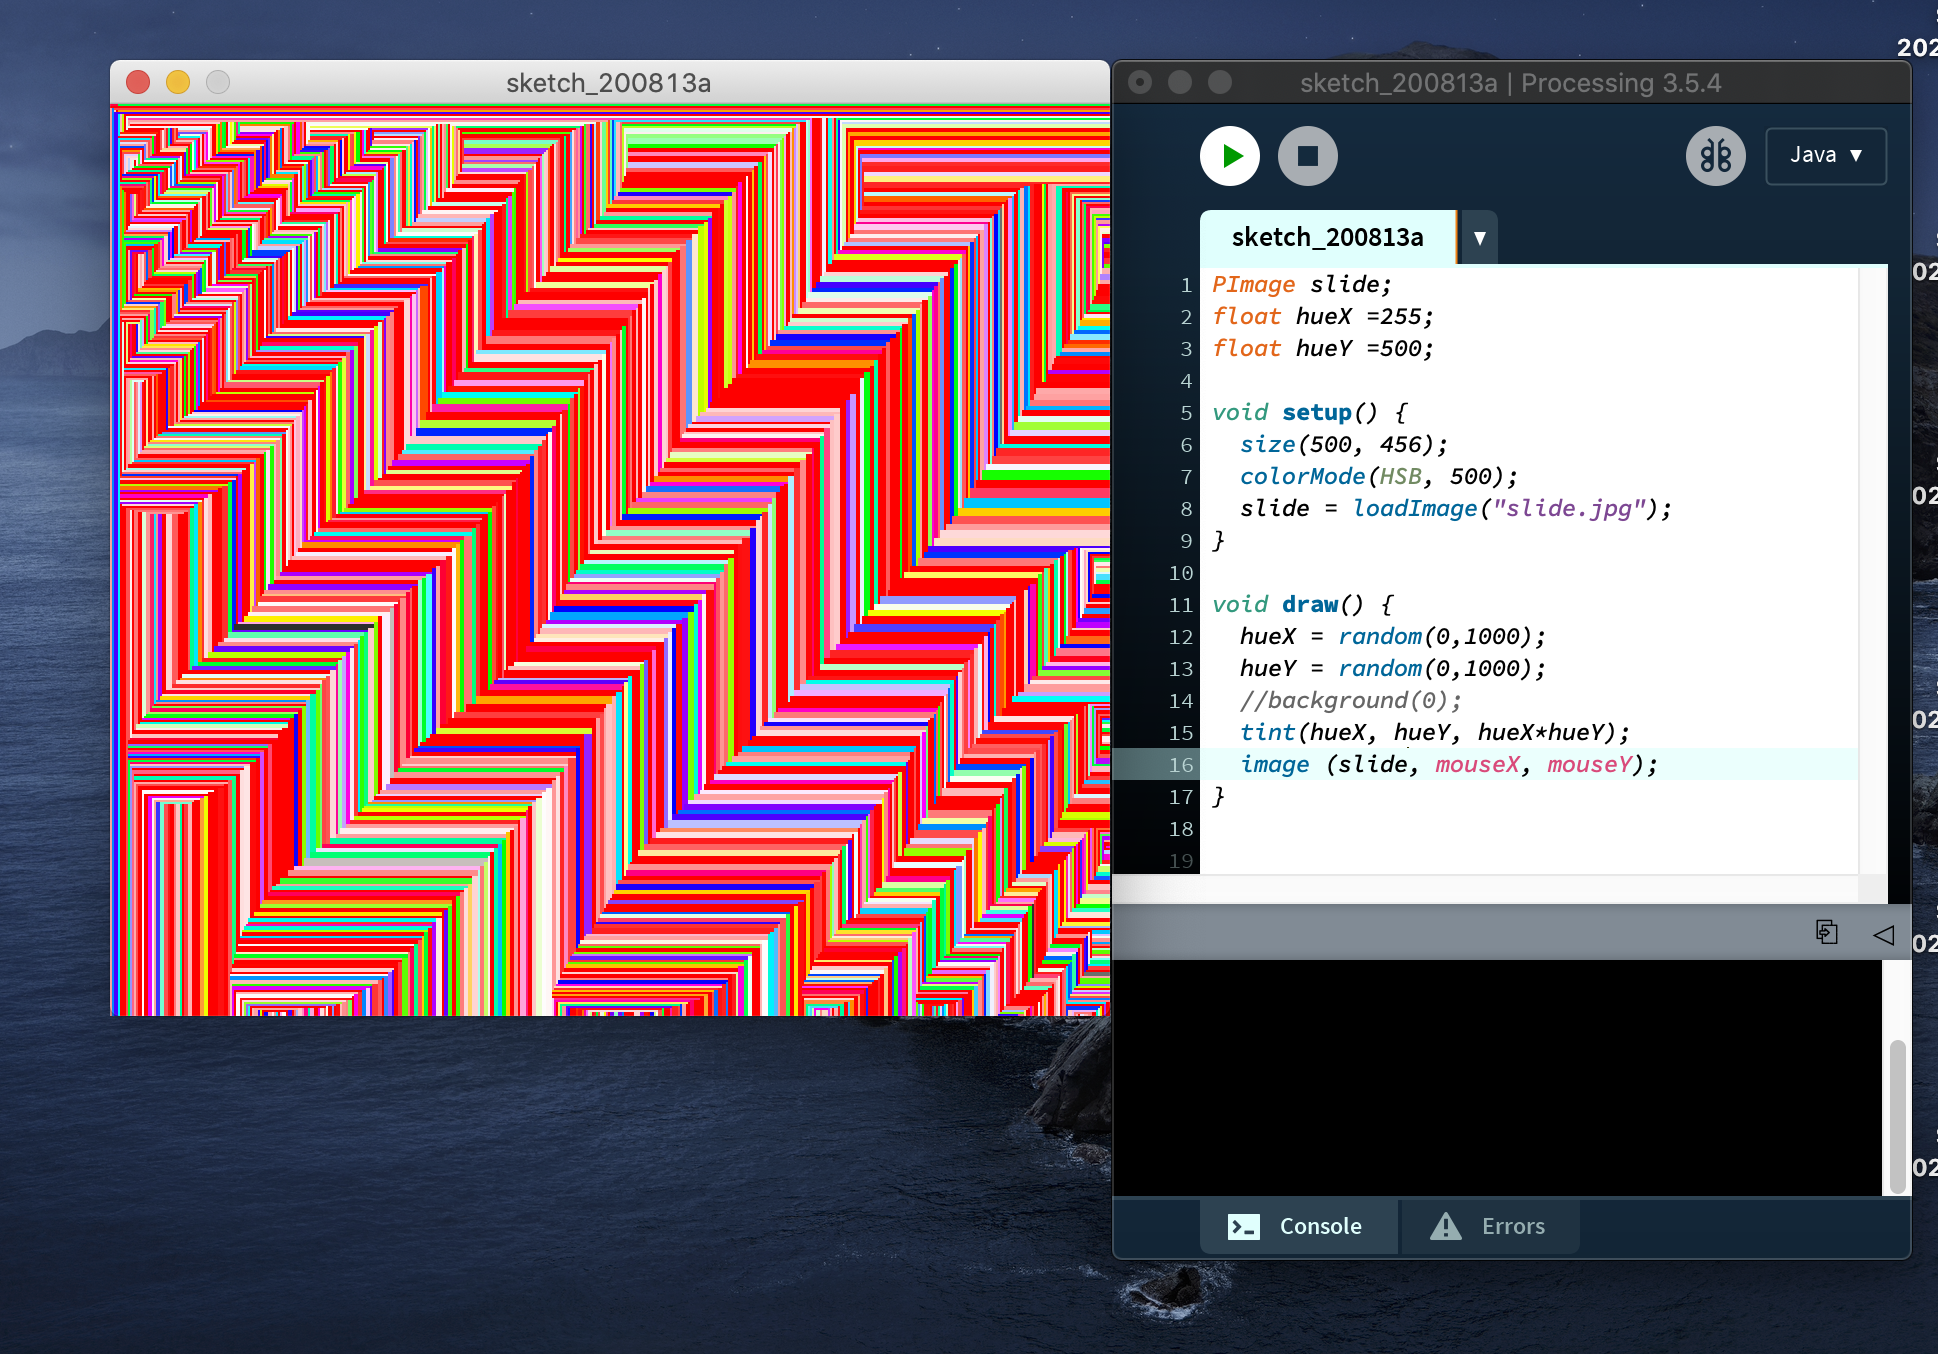 202
sketch_200813a
sketch_200813a | Processing 3.5.4
Java ▼
sketch_200813a ▼
1 PImage slide;
2 float hueX =255;
3 float hueY =500;
4
5 void setup() {
6 size(500, 456);
7 colorMode(HSB, 500);
8 slide = loadImage("slide.jpg");
9 }
10
11 void draw() {
12 hueX = random(0,1000);
13 hueY = random(0,1000);
14 //background(0);
15 tint(hueX, hueY, hueX*hueY);
16 image (slide, mouseX, mouseY);
17 }
18
19
02
02
02
02
02
Console
Errors